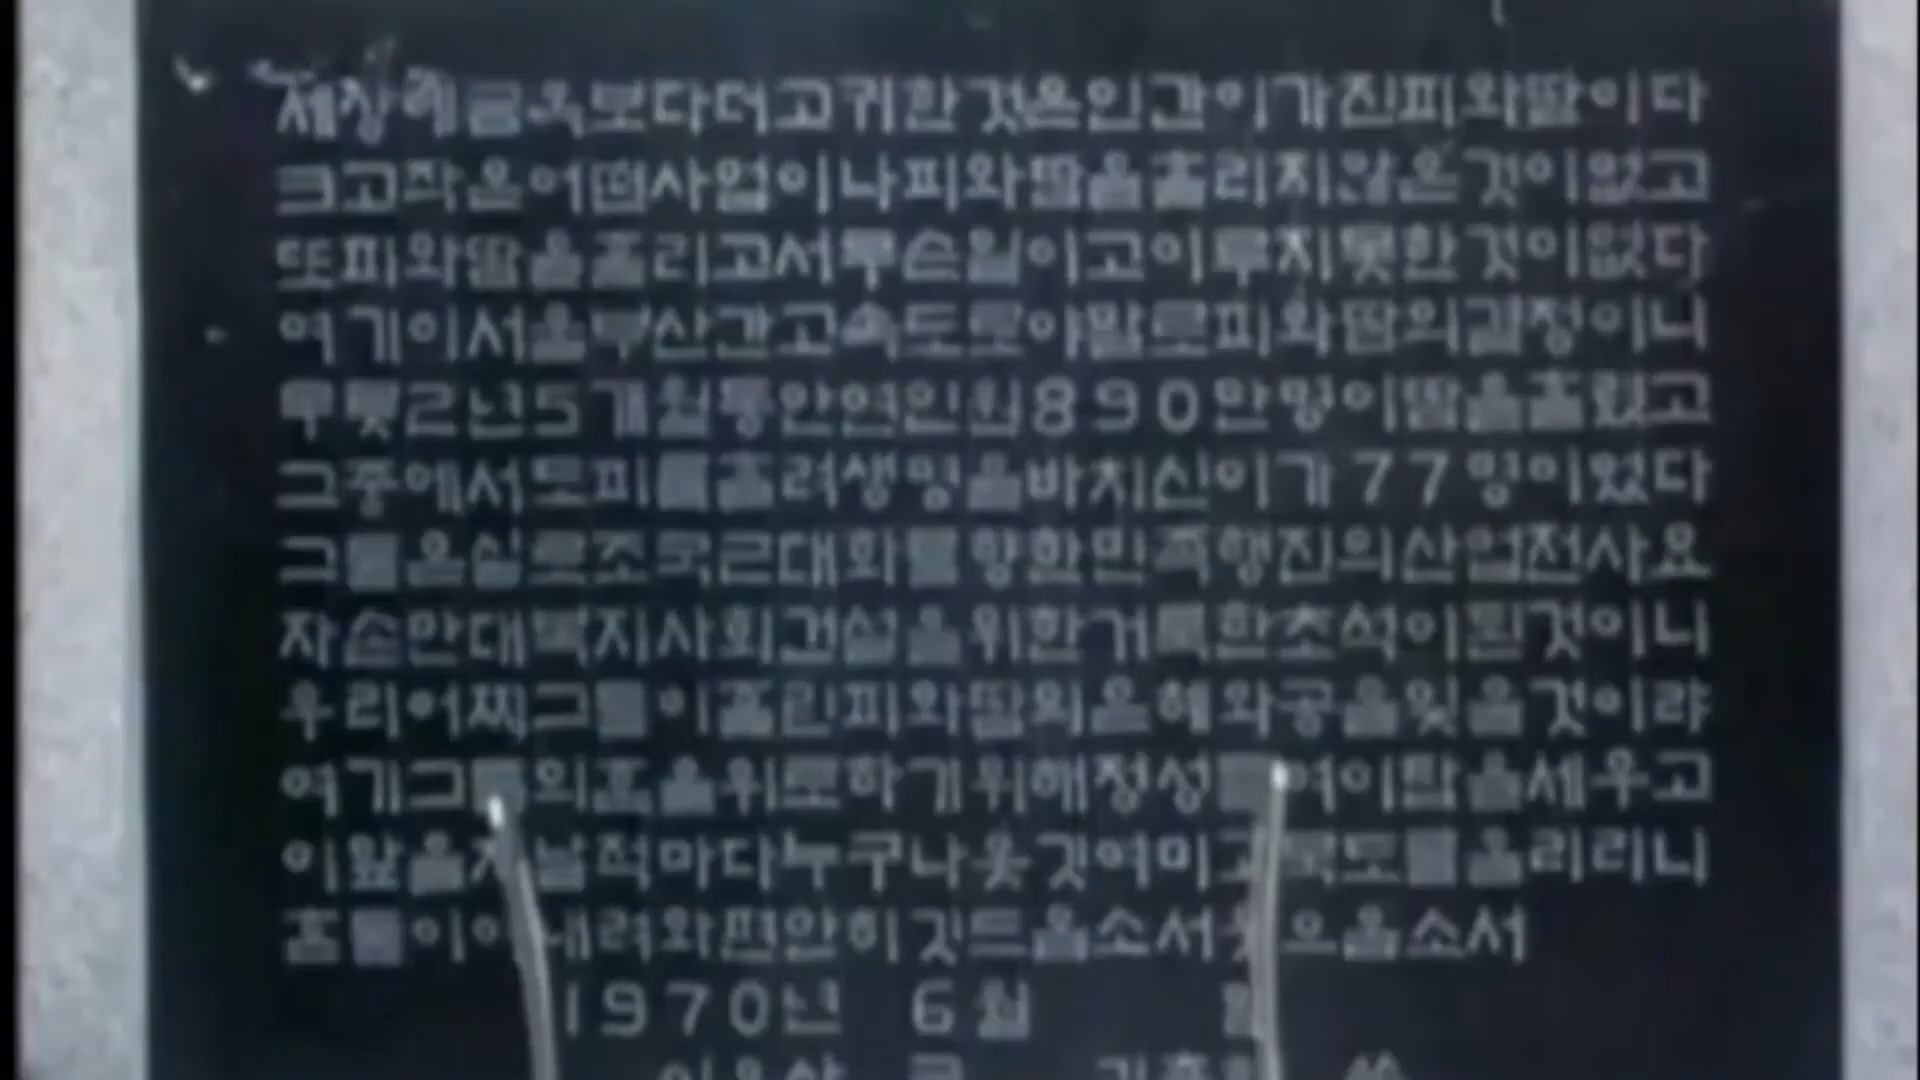 세상에금옥보다더고귀한것은인간이가진피와땀이다
크고작은어떤사업이나피와땀을흘리지않은것이없고
또피와땀을흘리고서무슨일이고이루지못한것이없다
여기이서울부산간고속도로야말로피와땀의결정이니
무릇2년5개월동안연인원890만명이땀을흘렸고
그중에서도피를흘려생명을바치신이가77명이었다
그들은실로조국근대화를향한민족행진의산업전사요
자손만대복지사회건설을위한거룩한초석이된것이니
우리어찌그들이흘린피와땀의은혜와공을잊을것이랴
여기그들의혼을위로하기위해정성모여이탑을세우고
이앞을지날적마다누구나옷깃여미고묵도를올리리니
혼들이여내려와편안히깃드옵소서웃으옵소서
1970년 6월